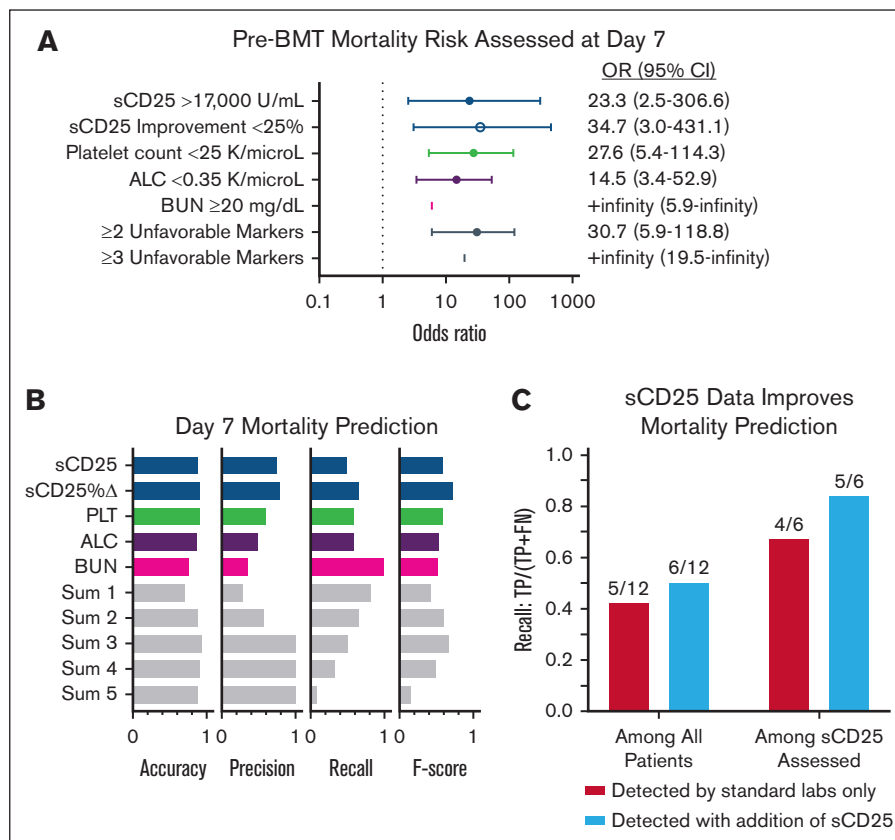 A
Pre-BMT Mortality Risk Assessed at Day 7
OR (95% CI)
sCD25 >17,000 U/mL 23.3 (2.5-306.6)
sCD25 Improvement <25% 34.7 (3.0-431.1)
Platelet count <25 K/microL 27.6 (5.4-114.3)
ALC <0.35 K/microL 14.5 (3.4-52.9)
BUN ≥20 mg/dL +infinity (5.9-infinity)
≥2 Unfavorable Markers 30.7 (5.9-118.8)
≥3 Unfavorable Markers +infinity (19.5-infinity)
0.1 1 10 100 1000
Odds ratio
B
Day 7 Mortality Prediction
sCD25
sCD25%Δ
PLT
ALC
BUN
Sum 1
Sum 2
Sum 3
Sum 4
Sum 5
0 1 0 1 0 1 0 1
Accuracy Precision Recall F-score
C
sCD25 Data Improves
Mortality Prediction
Recall: TP/(TP+FN)
1.0
0.8
0.6
0.4
0.2
0.0
5/12
6/12
4/6
5/6
Among All
Patients
Among sCD25
Assessed
Detected by standard labs only
Detected with addition of sCD25